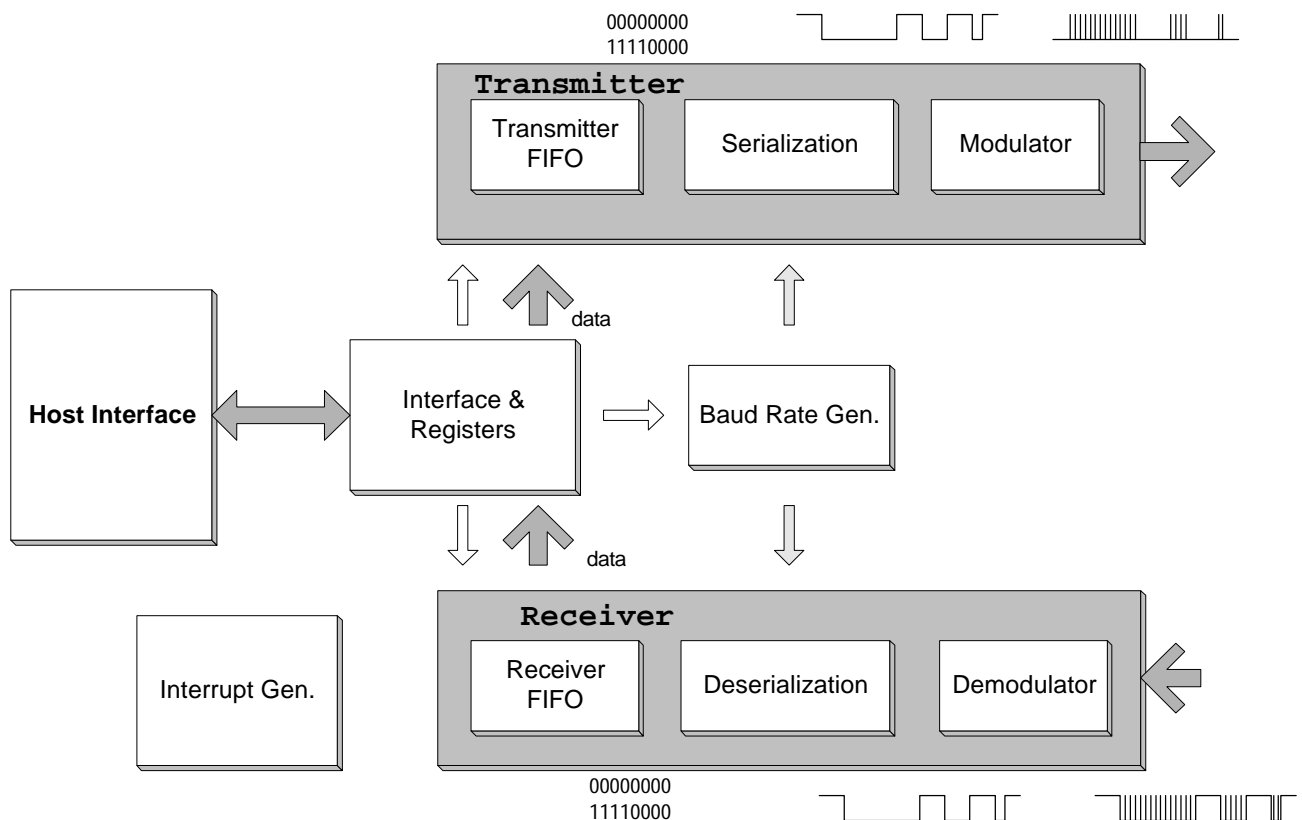 00000000
11110000
Transmitter
Transmitter
FIFO
Serialization
Modulator
data
Host Interface
Interface &
Registers
Baud Rate Gen.
data
Receiver
Interrupt Gen.
Receiver
FIFO
Deserialization
Demodulator
00000000
11110000